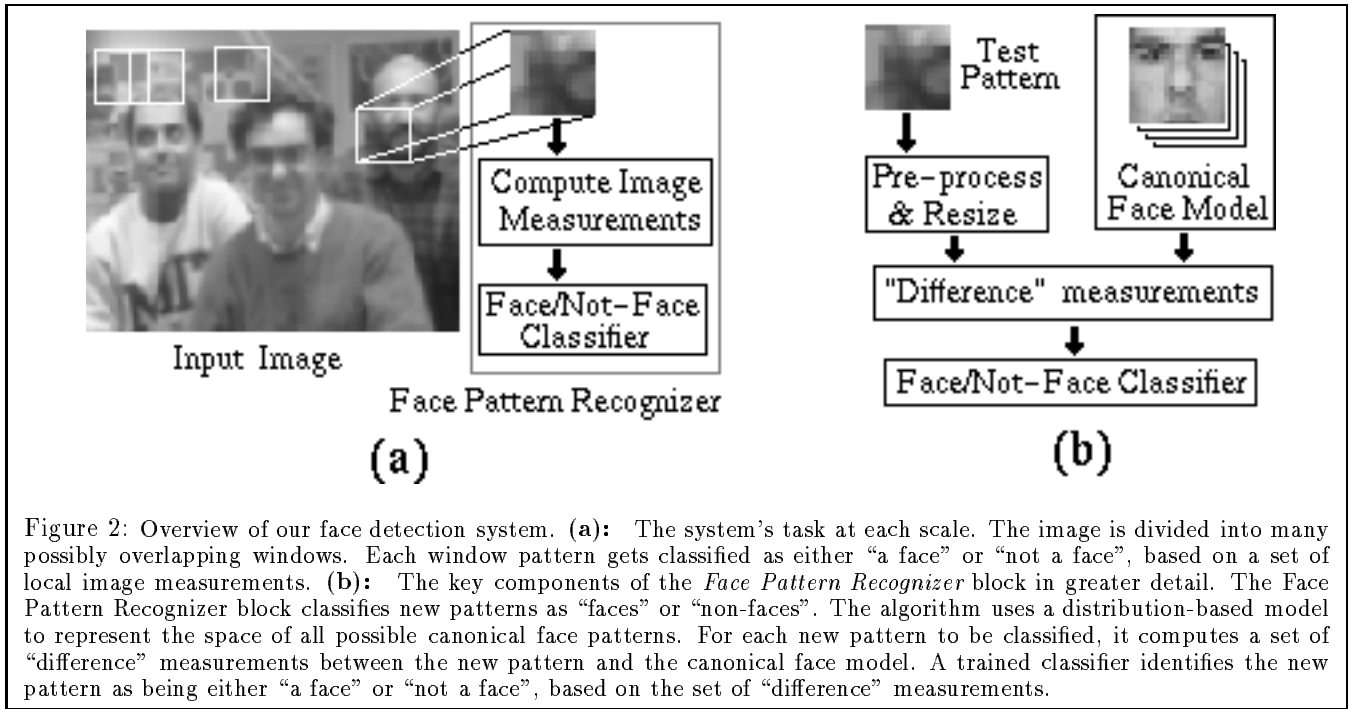 Test
Pattern
Compute Image
Measurements
Pre-process
& Resize
Canonical
Face Model
"Difference" measurements
Face/Not-Face
Classifier
Input Image
Face/Not-Face Classifier
Face Pattern Recognizer
(a)
(b)
Figure 2: Overview of our face detection system. (a): The system's task at each scale. The image is divided into many
possibly overlapping windows. Each window pattern gets classified as either “a face” or “not a face”, based on a set of
local image measurements. (b): The key components of the Face Pattern Recognizer block in greater detail. The Face
Pattern Recognizer block classifies new patterns as “faces” or “non-faces”. The algorithm uses a distribution-based model
to represent the space of all possible canonical face patterns. For each new pattern to be classified, it computes a set of
“difference” measurements between the new pattern and the canonical face model. A trained classifier identifies the new
pattern as being either “a face” or “not a face”, based on the set of “difference” measurements.